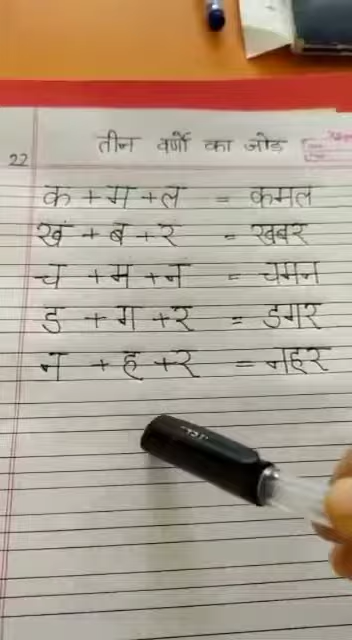 तीन वर्णो का जोड
22
क + म + ल = कमल
ख + ब + र = खबर
च + म + न = चमन
ड + ग + र = डगर
न + ह + र = नहर